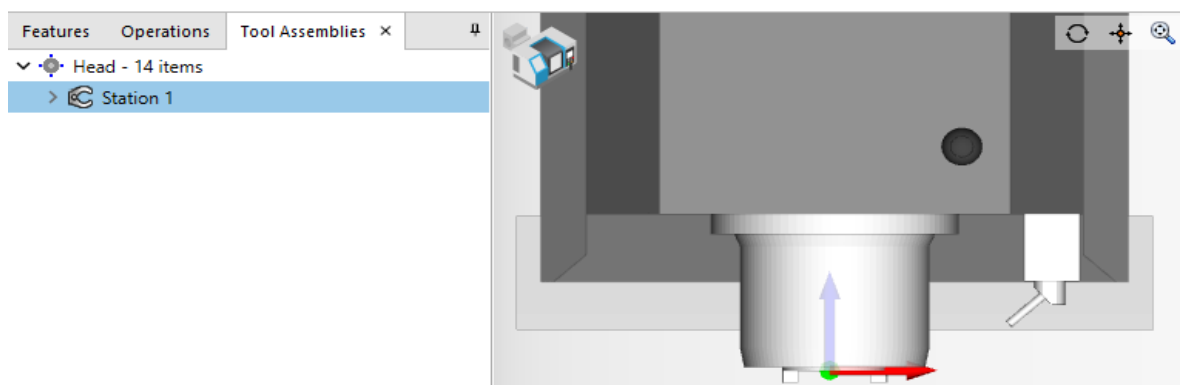 Features Operations Tool Assemblies ×
Head - 14 items
Station 1